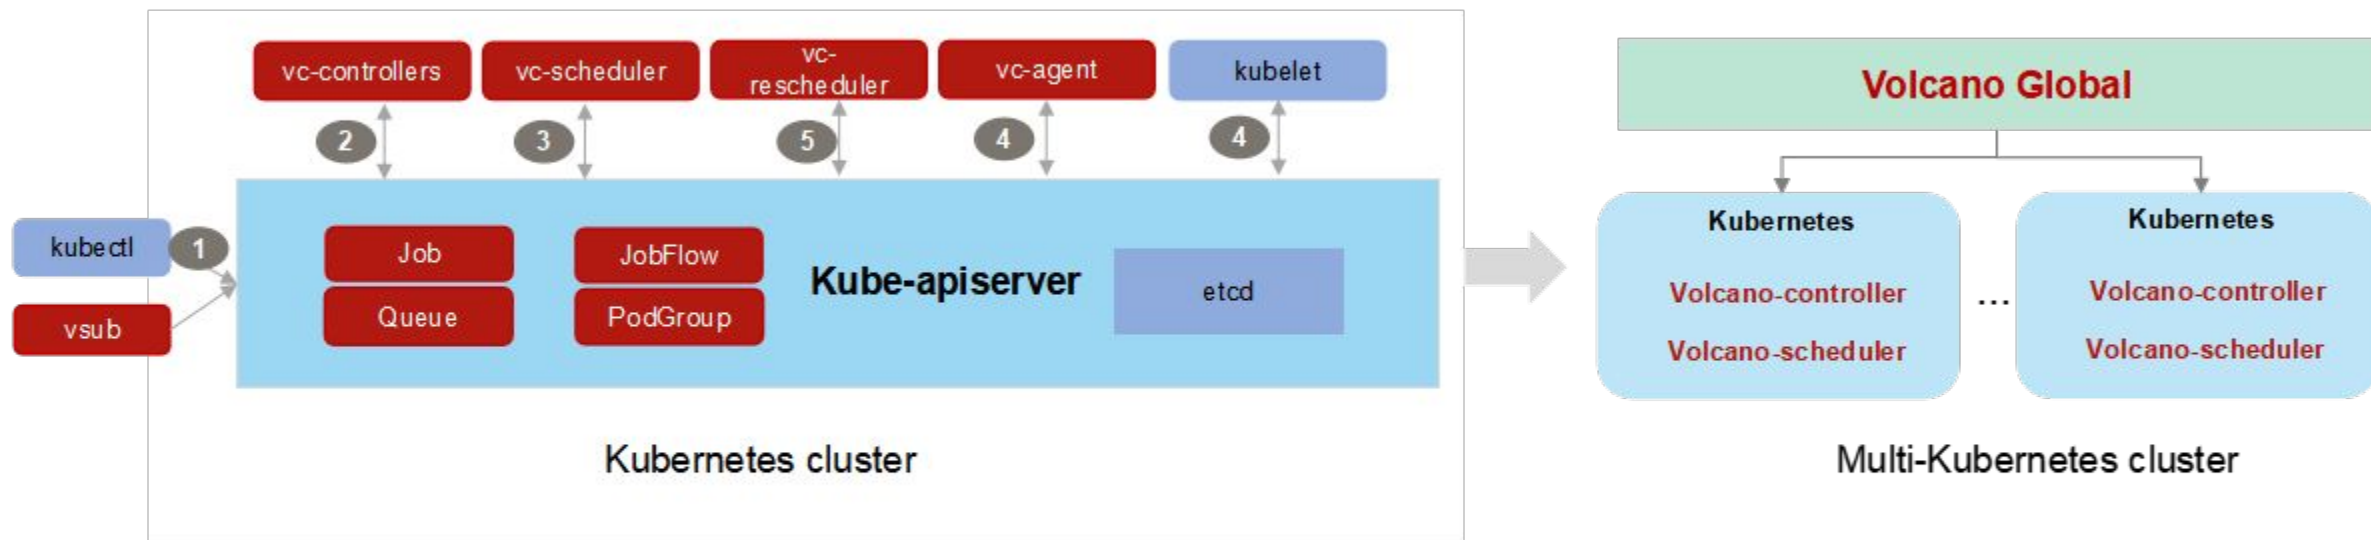 vc-controllers
vc-scheduler
vc-
rescheduler
vc-agent
kubelet
2
3
5
4
4
kubectl
1
vsub
Job
Queue
JobFlow
PodGroup
Kube-apiserver
etcd
Kubernetes cluster
Volcano Global
Kubernetes
Volcano-controller
Volcano-scheduler
...
Kubernetes
Volcano-controller
Volcano-scheduler
Multi-Kubernetes cluster